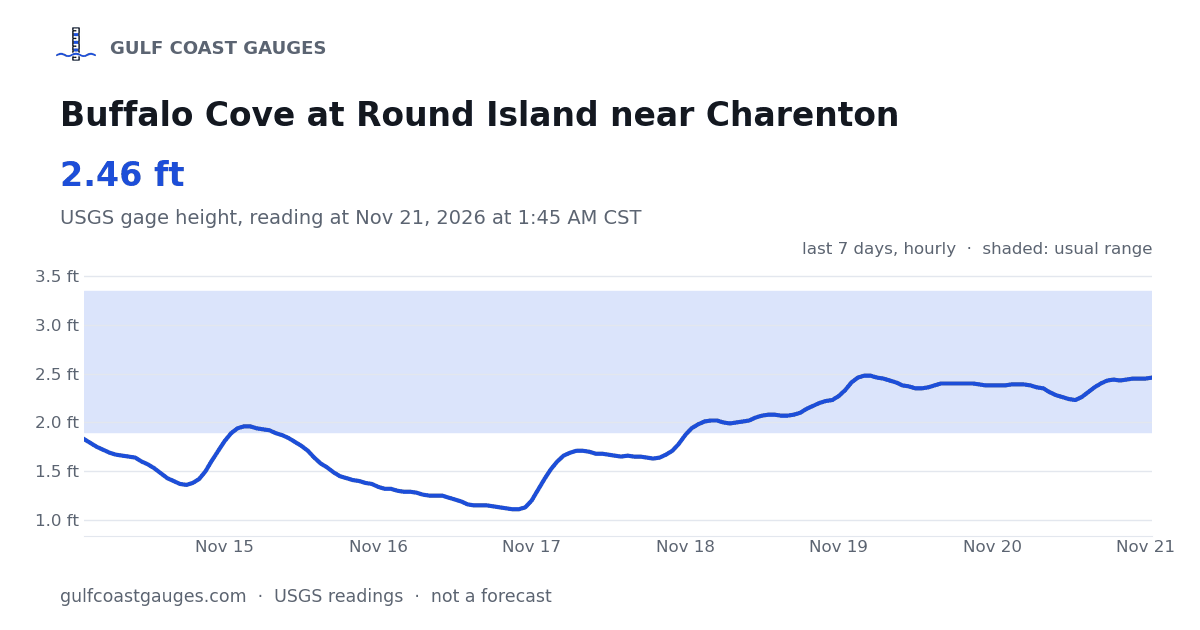 GULF COAST GAUGES
Buffalo Cove at Round Island near Charenton
2.46 ft
USGS gage height, reading at Nov 21, 2026 at 1:45 AM CST
last 7 days, hourly · shaded: usual range
3.5 ft
3.0 ft
2.5 ft
2.0 ft
1.5 ft
1.0 ft
Nov 15 Nov 16 Nov 17 Nov 18 Nov 19 Nov 20 Nov 21
gulfcoastgauges.com · USGS readings · not a forecast